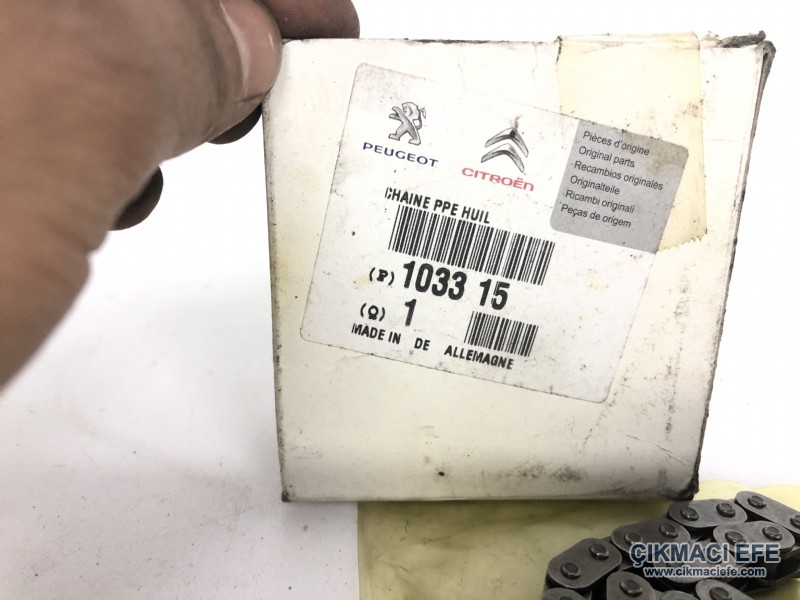 PEUGEOT
CITROËN
Pièces d'origine
Original parts
Recambios originales
Originalteile
Ricambi originali
Peças de origem
CHAINE PPE HUIL
(P) 1033 15
(Q) 1
MADE IN DE ALLEMAGNE
ÇIKMACI EFE
www.cikmaciefe.com